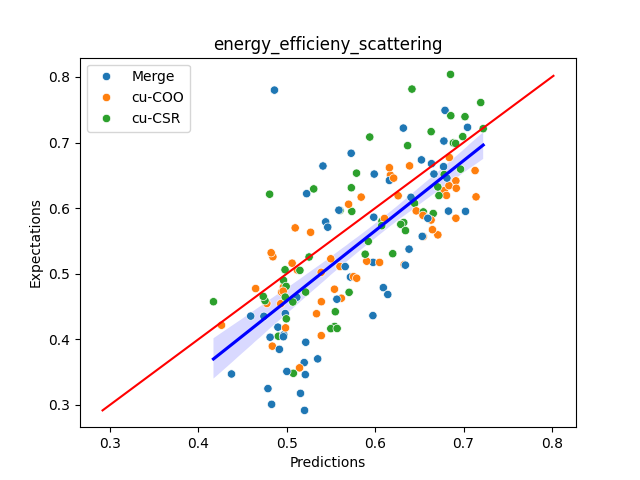 energy_efficieny_scattering
Merge
cu-COO
cu-CSR
Expectations
0.8
0.7
0.6
0.5
0.4
0.3
0.3 0.4 0.5 0.6 0.7 0.8
Predictions